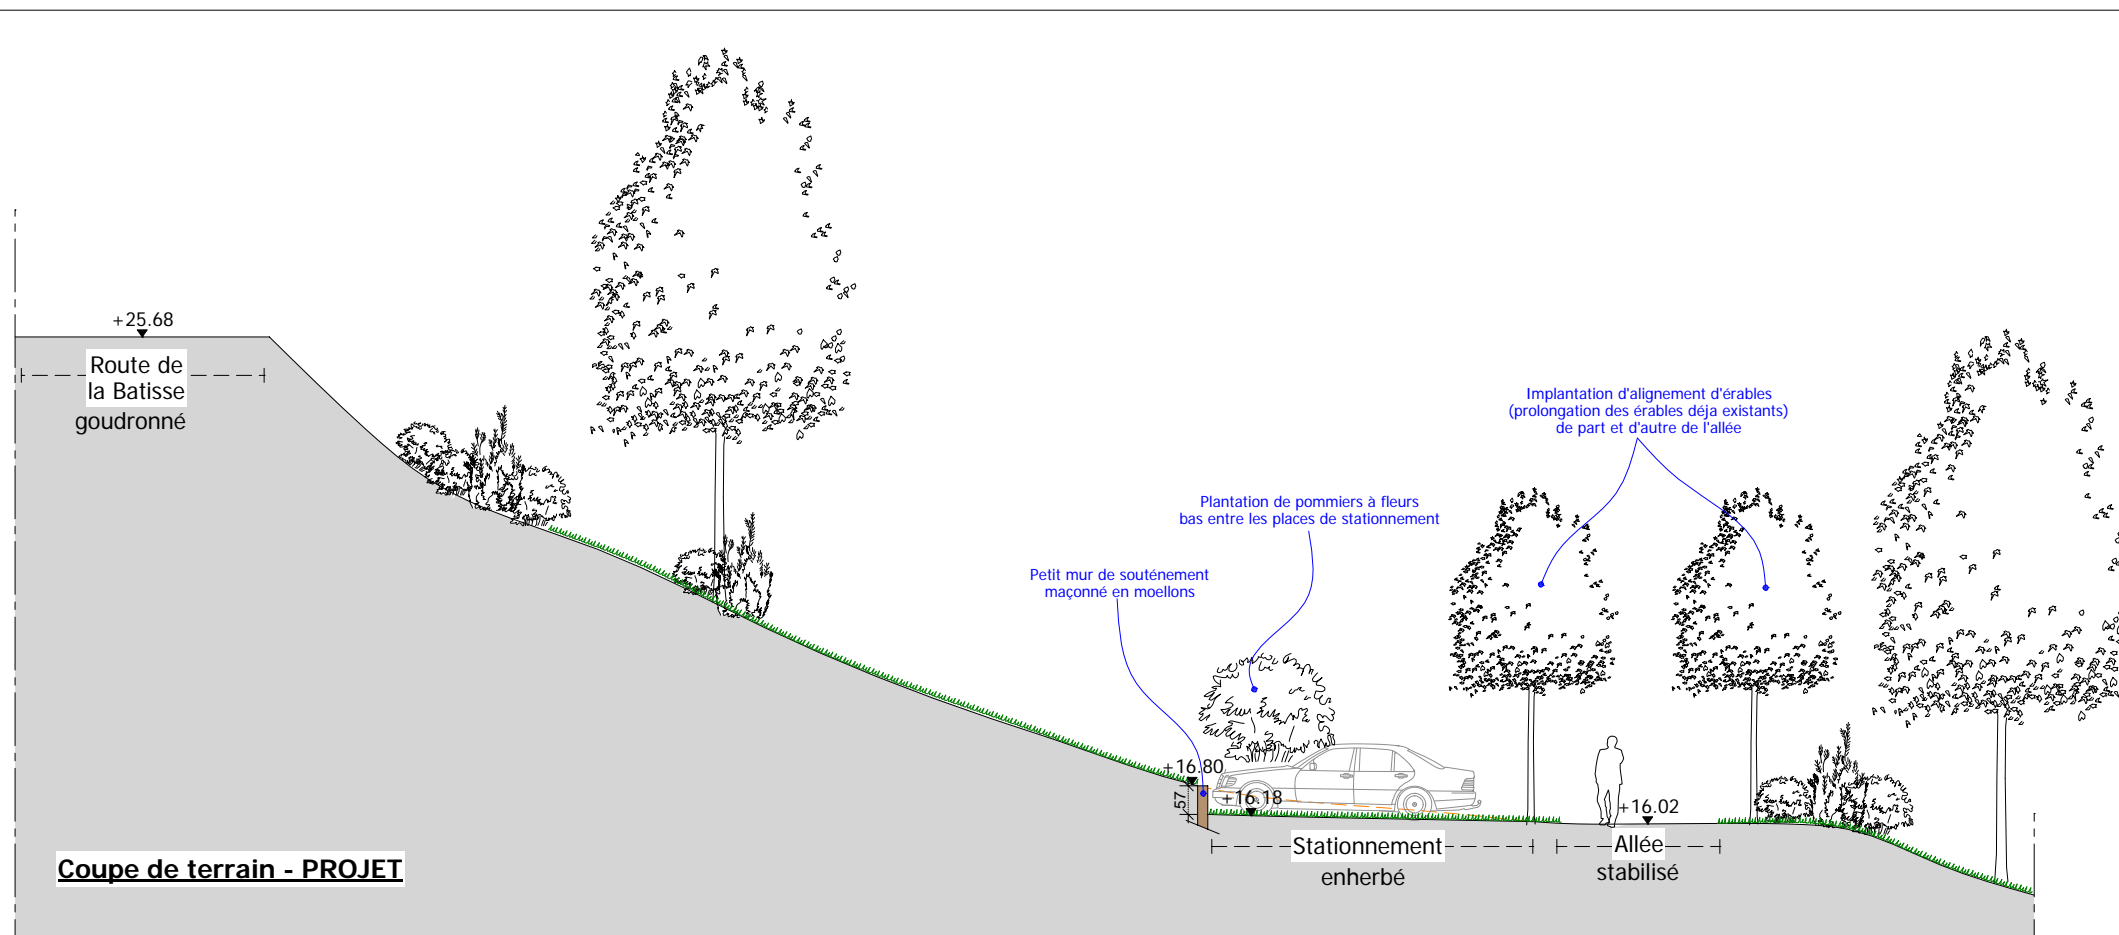 +25.68
Route de
la Batisse
goudronné
Implantation d'alignement d'érables
(prolongation des érables déja existants)
de part et d'autre de l'allée
Plantation de pommiers à fleurs
bas entre les places de stationnement
Petit mur de souténement
maçonné en moellons
+16.80
57
+16.18
+16.02
Stationnement
enherbé
Allée
stabilisé
Coupe de terrain - PROJET